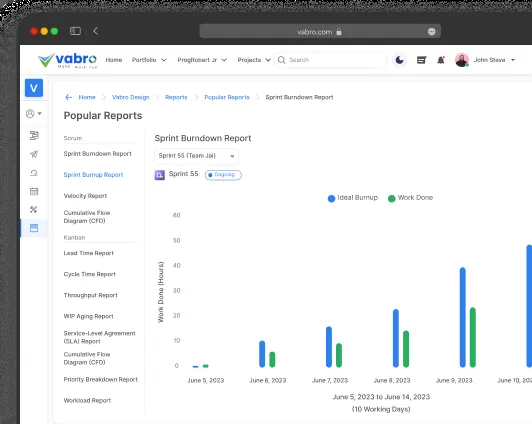 vabro.com
vabro
Home Portfolio ProgRobert Jr Projects Search John Steve
V
Home Vabro Design Reports Popular Reports Sprint Burndown Report
Popular Reports
Scrum
Sprint Burndown Report
Sprint Burnup Report
Velocity Report
Cumulative Flow
Diagram (CFD)
Kanban
Lead Time Report
Cycle Time Report
Throughput Report
WIP Aging Report
Service-Level Agreement
(SLA) Report
Cumulative Flow
Diagram (CFD)
Priority Breakdown Report
Workload Report
Sprint Burndown Report
Sprint 55 (Team Jai)
Sprint 55 Ongoing
Ideal Burnup Work Done
Work Done (Hours)
60
50
40
30
20
10
0
June 5, 2023 June 6, 2023 June 7, 2023 June 8, 2023 June 9, 2023 June 10, 202
June 5, 2023 to June 14, 2023
(10 Working Days)